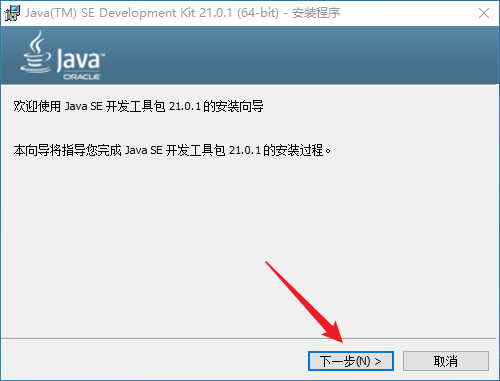 Java(TM) SE Development Kit 21.0.1 (64-bit) - 安装程序
Java™
ORACLE
欢迎使用 Java SE 开发工具包 21.0.1 的安装向导
本向导将指导您完成 Java SE 开发工具包 21.0.1 的安装过程。
下一步(N) >
取消